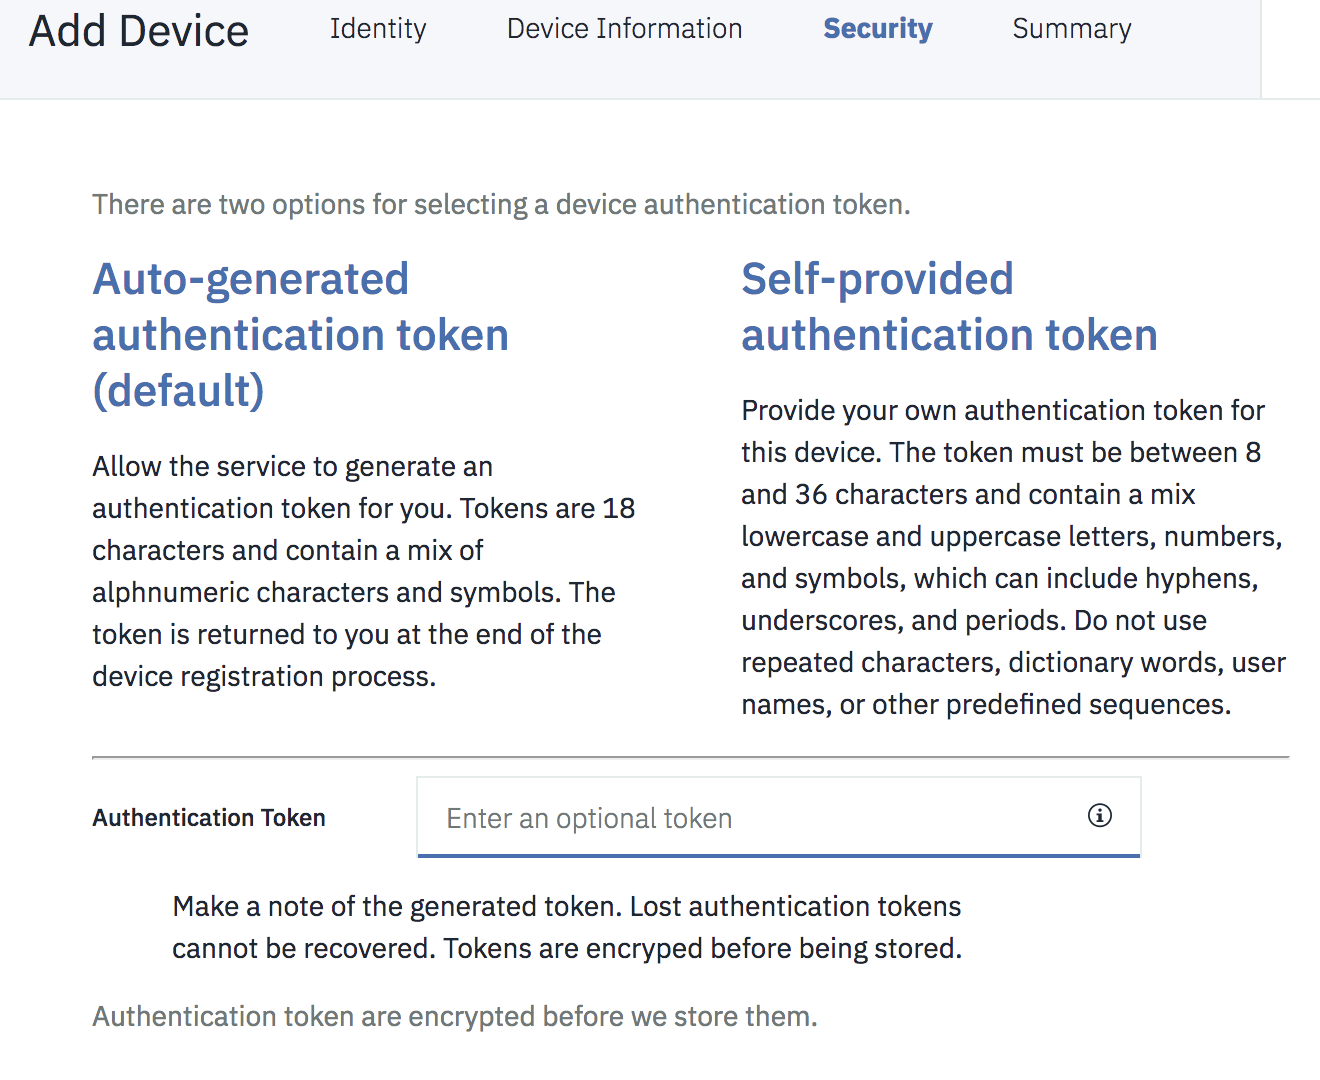 Add Device
Identity
Device Information
Security
Summary
There are two options for selecting a device authentication token.
Auto-generated
authentication token
(default)
Allow the service to generate an
authentication token for you. Tokens are 18
characters and contain a mix of
alphnumeric characters and symbols. The
token is returned to you at the end of the
device registration process.
Self-provided
authentication token
Provide your own authentication token for
this device. The token must be between 8
and 36 characters and contain a mix
lowercase and uppercase letters, numbers,
and symbols, which can include hyphens,
underscores, and periods. Do not use
repeated characters, dictionary words, user
names, or other predefined sequences.
Authentication Token
Enter an optional token
Make a note of the generated token. Lost authentication tokens
cannot be recovered. Tokens are encryped before being stored.
Authentication token are encrypted before we store them.